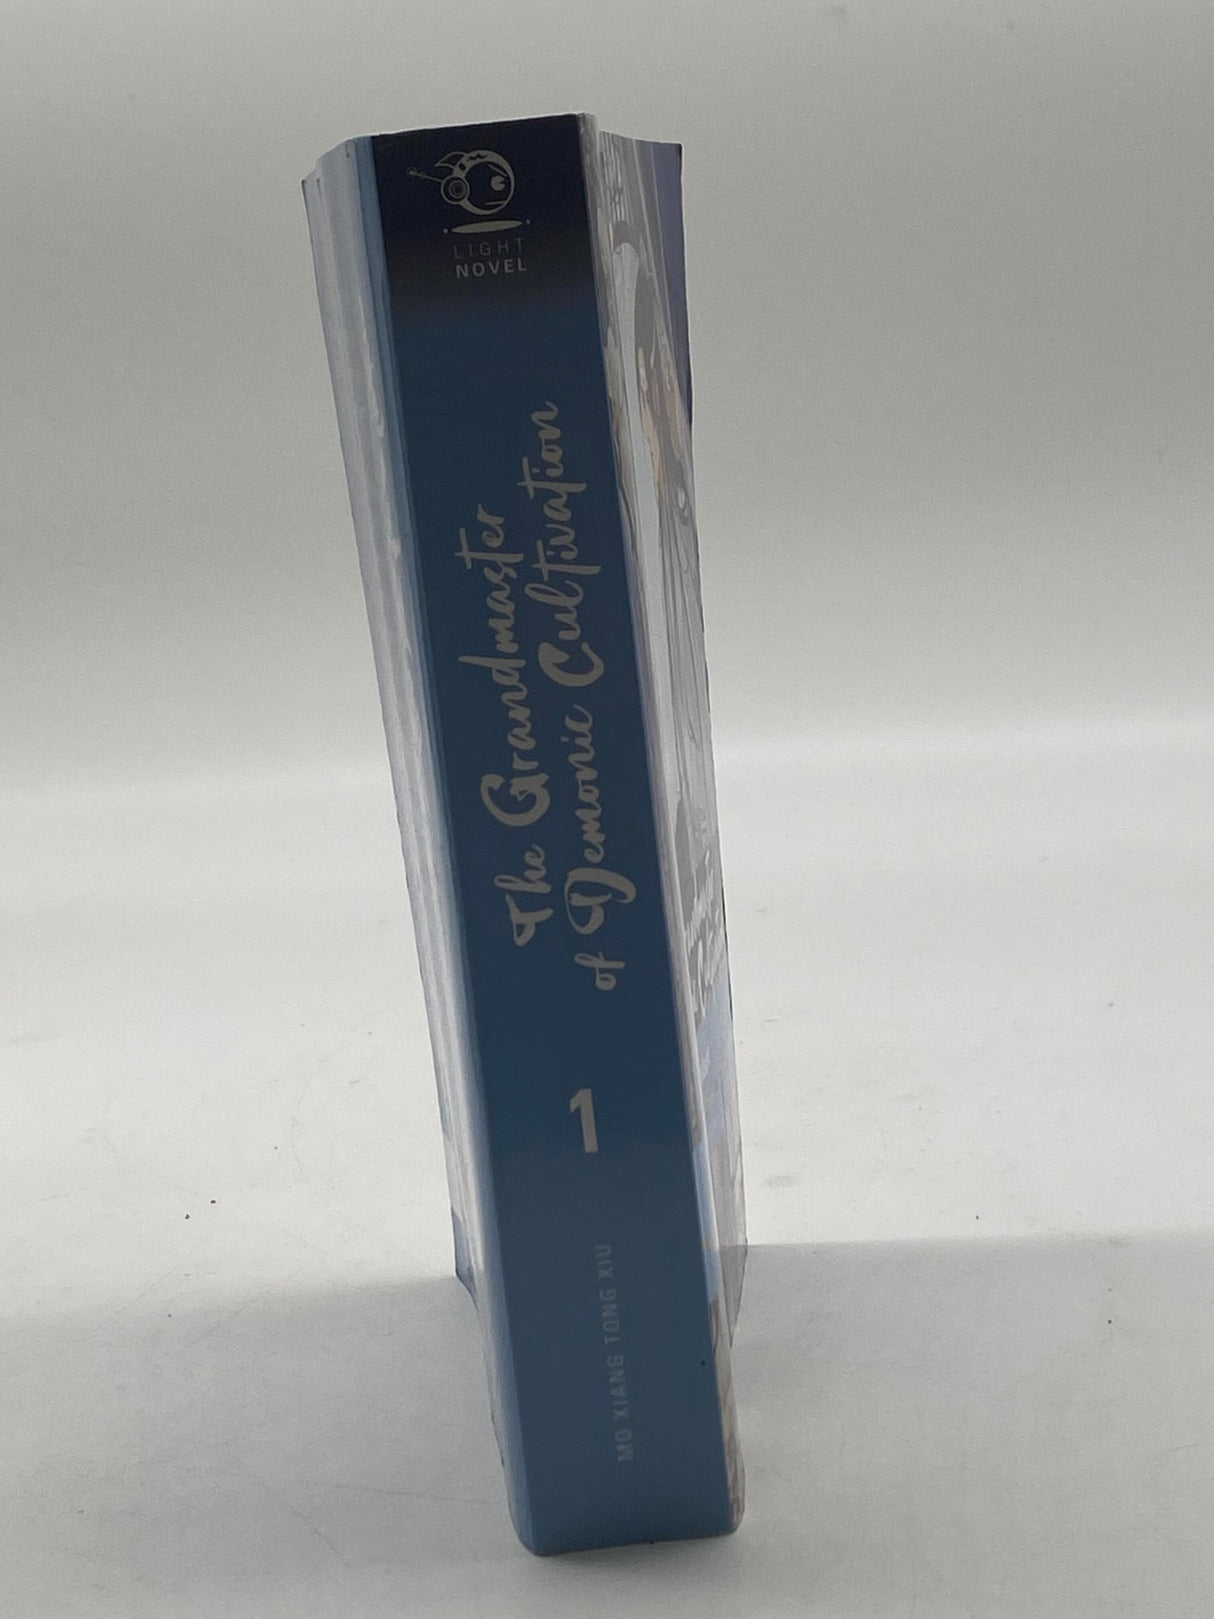 LIGHT
NOVEL
The Grandmaster
of Demonic Cultivation
1
MO XIANG TONG XIU